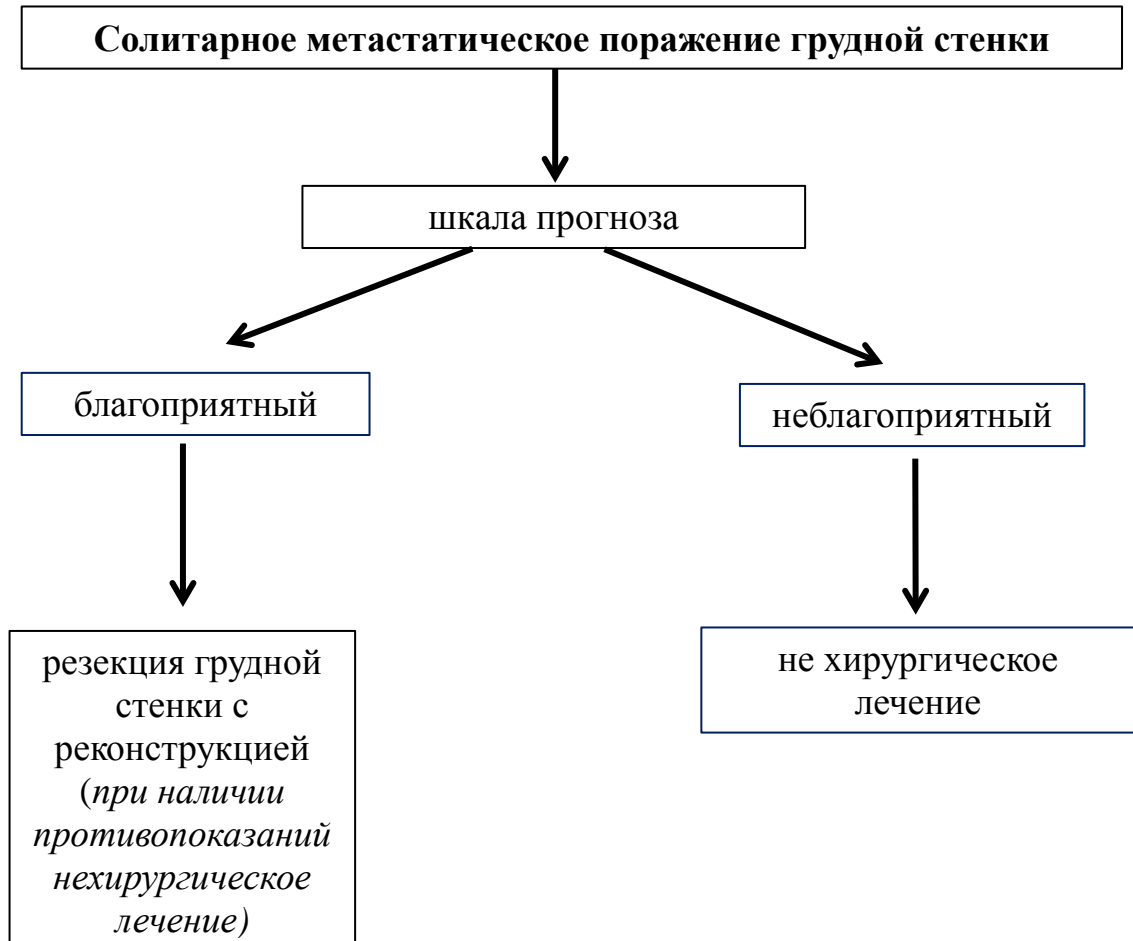 Солитарное метастатическое поражение грудной стенки
шкала прогноза
благоприятный
неблагоприятный
резекция грудной
стенки с
реконструкцией
(при наличии
противопоказаний
нехирургическое
лечение)
не хирургическое
лечение